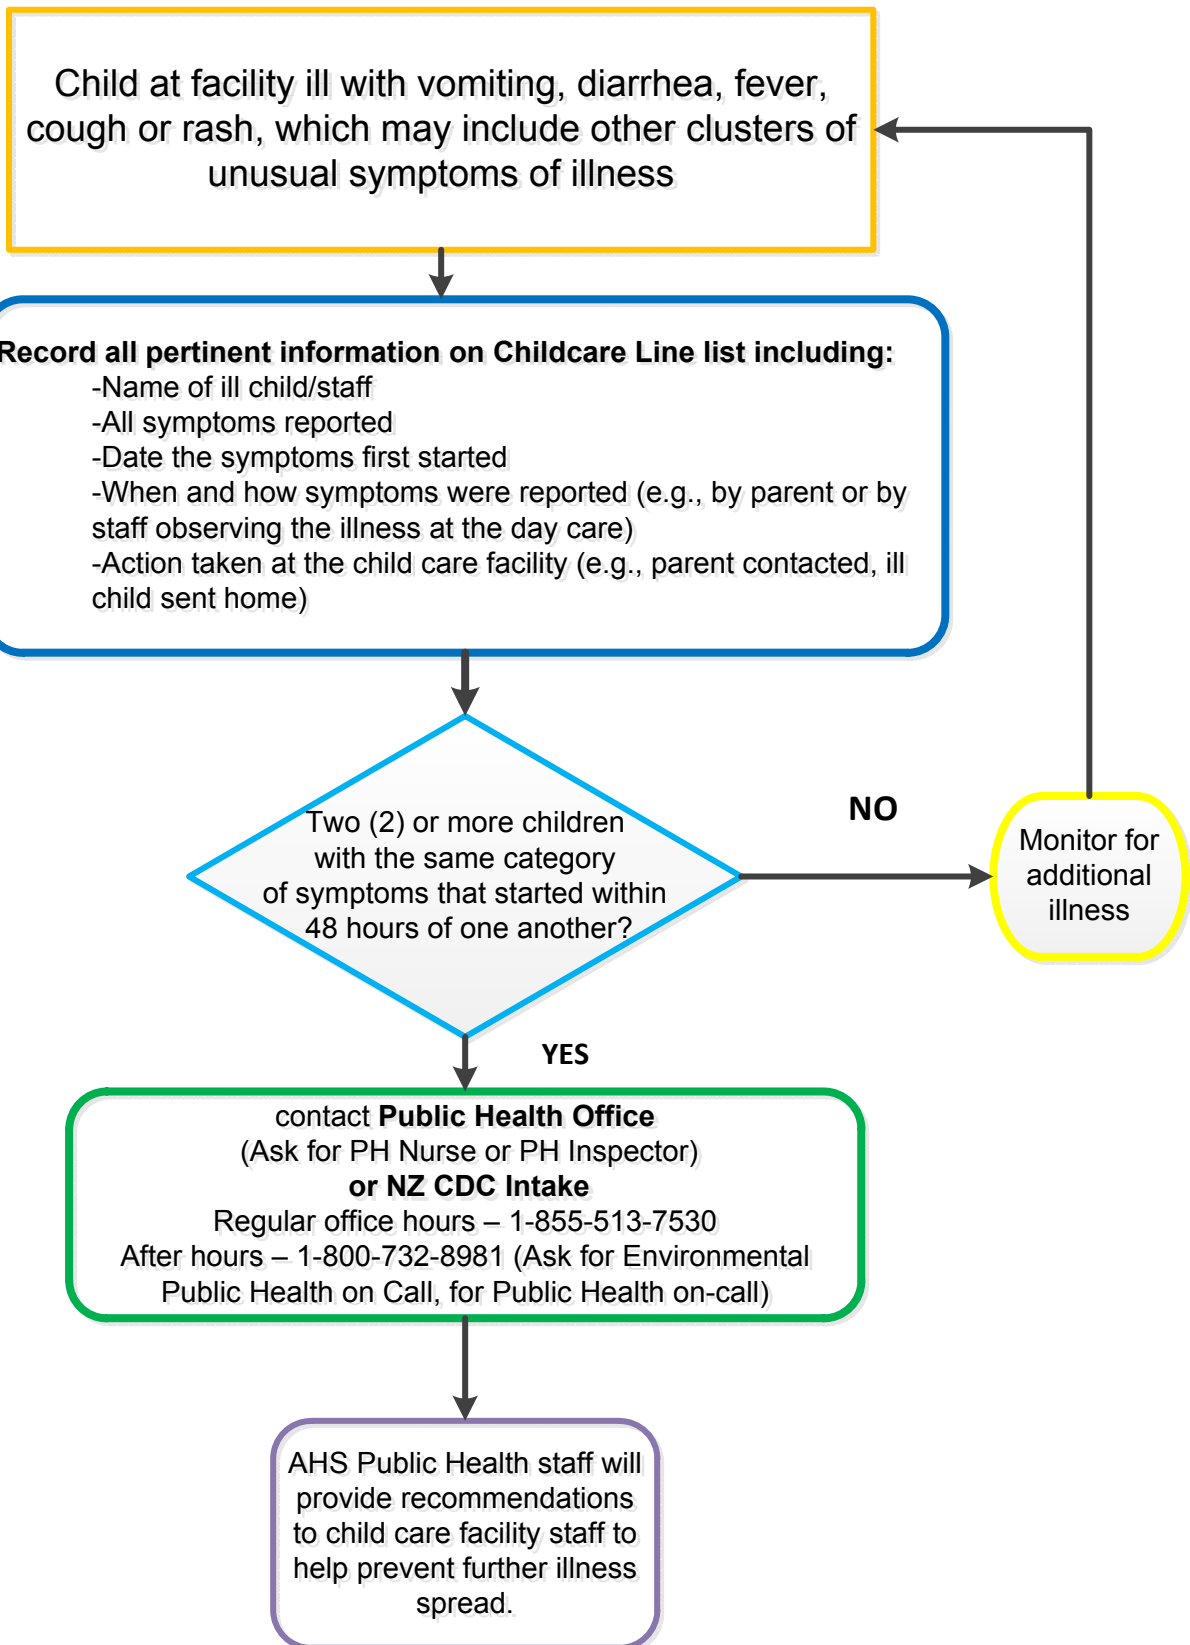 Child at facility ill with vomiting, diarrhea, fever,
cough or rash, which may include other clusters of
unusual symptoms of illness
Record all pertinent information on Childcare Line list including:
-Name of ill child/staff
-All symptoms reported
-Date the symptoms first started
-When and how symptoms were reported (e.g., by parent or by
staff observing the illness at the day care)
-Action taken at the child care facility (e.g., parent contacted, ill
child sent home)
Two (2) or more children
with the same category
of symptoms that started within
48 hours of one another?
NO
Monitor for
additional
illness
YES
contact Public Health Office
(Ask for PH Nurse or PH Inspector)
or NZ CDC Intake
Regular office hours – 1-855-513-7530
After hours – 1-800-732-8981 (Ask for Environmental
Public Health on Call, for Public Health on-call)
AHS Public Health staff will
provide recommendations
to child care facility staff to
help prevent further illness
spread.